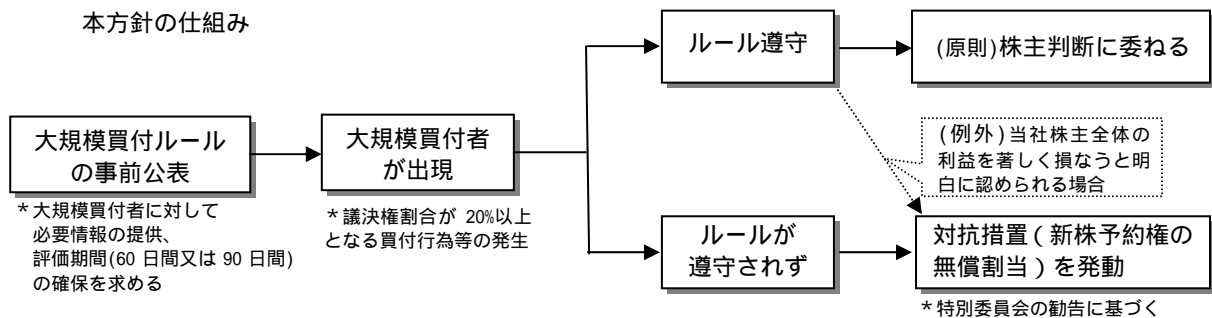 本方針の仕組み
大規模買付ルール
の事前公表
*大規模買付者に対して
必要情報の提供、
評価期間(60 日間又は 90 日間)
の確保を求める
大規模買付者
が出現
*議決権割合が 20%以上
となる買付行為等の発生
ルール遵守
(原則)株主判断に委ねる
(例外)当社株主全体の
利益を著しく損なうと明
白に認められる場合
ルールが
遵守されず
対抗措置(新株予約権の
無償割当)を発動
*特別委員会の勧告に基づく